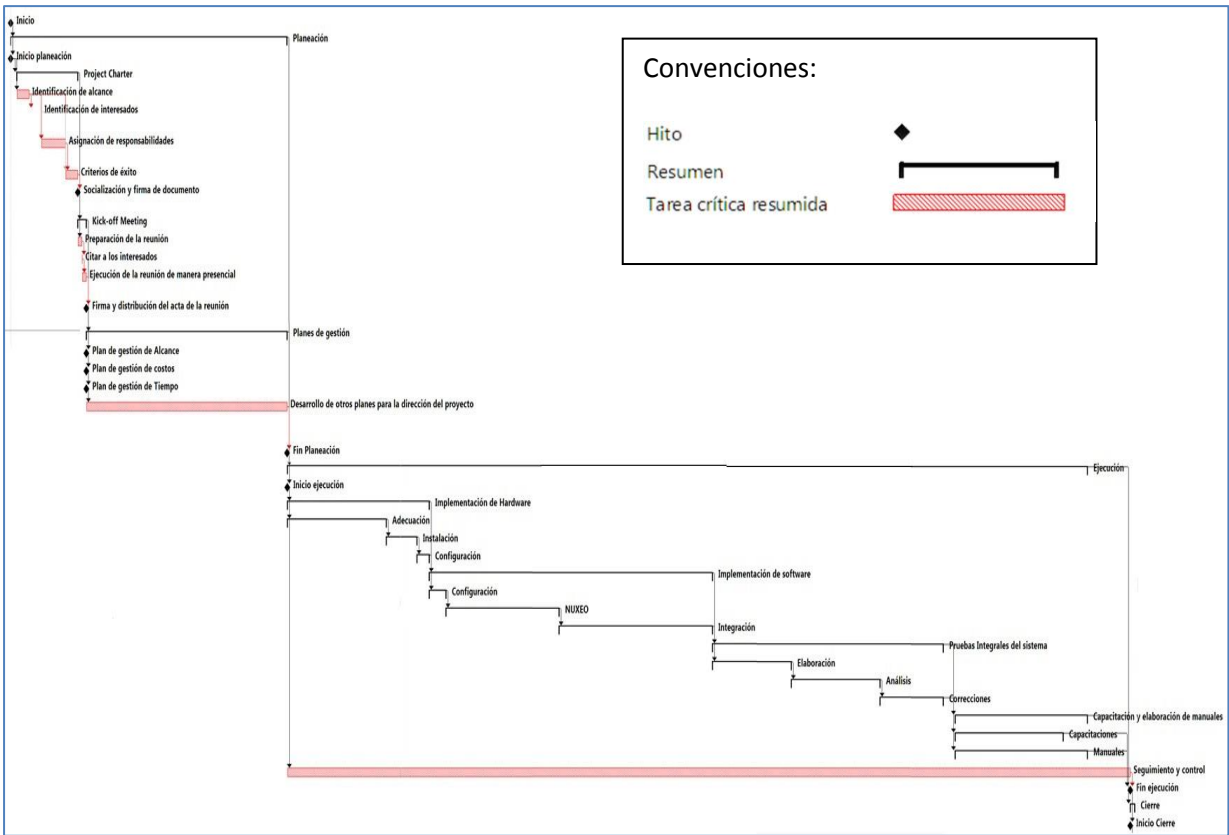 Inicio
Planeación
Inicio planeación
Project Charter
Identificación de alcance
Identificación de interesados
Asignación de responsabilidades
Criterios de éxito
Socialización y firma de documento
Kick-off Meeting
Preparación de la reunión
Citar a los interesados
Ejecución de la reunión de manera presencial
Firma y distribución del acta de la reunión
Planes de gestión
Plan de gestión de Alcance
Plan de gestión de costos
Plan de gestión de Tiempo
Desarrollo de otros planes para la dirección del proyecto
Fin Planeación
Ejecución
Inicio ejecución
Implementación de Hardware
Adecuación
Instalación
Configuración
Implementación de software
Configuración
NUXEO
Integración
Pruebas Integrales del sistema
Elaboración
Análisis
Correcciones
Capacitación y elaboración de manuales
Capacitaciones
Manuales
Seguimiento y control
Fin ejecución
Cierre
Inicio Cierre
Convenciones:
Hito
Resumen
Tarea crítica resumida